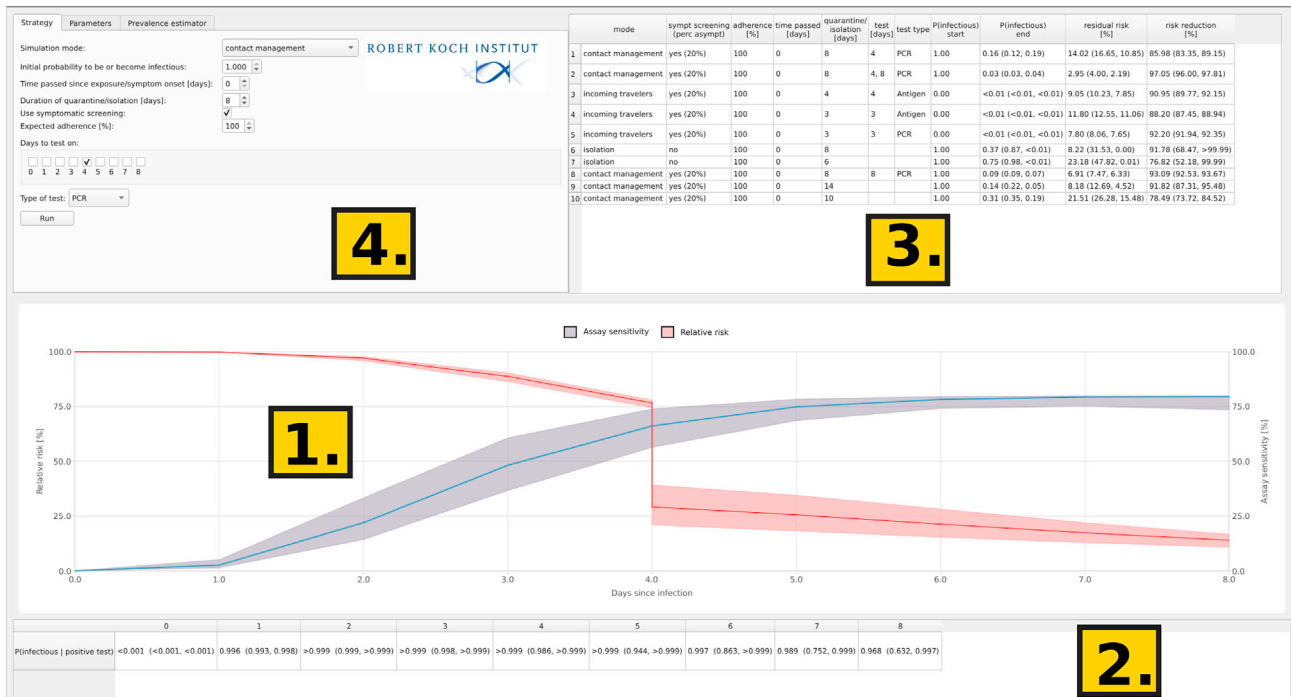 Strategy Parameters Prevalence estimator
Simulation mode: contact management
ROBERT KOCH INSTITUT
Initial probability to be or become infectious: 1.000
Time passed since exposure/symptom onset [days]: 0
Duration of quarantine/isolation [days]: 8
Use symptomatic screening:
Expected adherence [%]: 100
Days to test on:
0 1 2 3 4 5 6 7 8
Type of test: PCR
Run
4.
mode sympt screening (perc asympt) adherence [%] time passed [days] quarantine/ isolation [days] test [days] test type P(infectious) start P(infectious) end residual risk [%] risk reduction [%]
1 contact management yes (20%) 100 0 8 4 PCR 1.00 0.16 (0.12, 0.19) 14.02 (16.65, 10.85) 85.98 (83.35, 89.15)
2 contact management yes (20%) 100 0 8 4, 8 PCR 1.00 0.03 (0.03, 0.04) 2.95 (4.00, 2.19) 97.05 (96.00, 97.81)
3 incoming travelers yes (20%) 100 0 4 4 Antigen 0.00 <0.01 (<0.01, <0.01) 9.05 (10.23, 7.85) 90.95 (89.77, 92.15)
4 incoming travelers yes (20%) 100 0 3 3 Antigen 0.00 <0.01 (<0.01, <0.01) 11.80 (12.55, 11.06) 88.20 (87.45, 88.94)
5 incoming travelers yes (20%) 100 0 3 3 PCR 0.00 <0.01 (<0.01, <0.01) 7.80 (8.06, 7.65) 92.20 (91.94, 92.35)
6 isolation no 100 0 8 1.00 0.37 (0.87, <0.01) 8.22 (31.53, 0.00) 91.78 (68.47, >99.99)
7 isolation no 100 0 6 1.00 0.75 (0.98, <0.01) 23.18 (47.82, 0.01) 76.82 (52.18, 99.99)
8 contact management yes (20%) 100 0 8 8 PCR 1.00 0.09 (0.09, 0.07) 6.91 (7.47, 6.33) 93.09 (92.53, 93.67)
9 contact management yes (20%) 100 0 14 1.00 0.14 (0.22, 0.05) 8.18 (12.69, 4.52) 91.82 (87.31, 95.48)
10 contact management yes (20%) 100 0 10 1.00 0.31 (0.35, 0.19) 21.51 (26.28, 15.48) 78.49 (73.72, 84.52)
3.
Assay sensitivity Relative risk
100.0 100.0
75.0 75.0
1.
50.0 50.0
25.0 25.0
0.0 0.0
Relative risk [%]
Assay sensitivity [%]
0.0 1.0 2.0 3.0 4.0 5.0 6.0 7.0 8.0
Days since infection
0 1 2 3 4 5 6 7 8
P(infectious | positive test) <0.001 (<0.001, <0.001) 0.996 (0.993, 0.998) >0.999 (0.999, >0.999) >0.999 (0.998, >0.999) >0.999 (0.986, >0.999) >0.999 (0.944, >0.999) 0.997 (0.863, >0.999) 0.989 (0.752, 0.999) 0.968 (0.632, 0.997)
2.